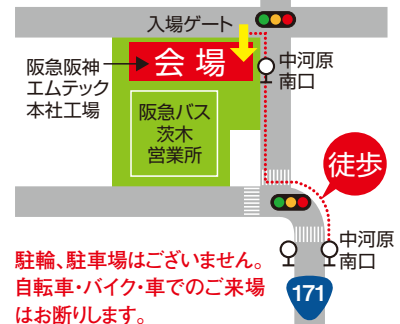 入場ゲート
阪急阪神
エムテック
本社工場
会場
中河原
南口
阪急バス
茨木
営業所
徒歩
中河原
南口
171
駐輪、駐車場はございません。
自転車・バイク・車でのご来場
はお断りします。